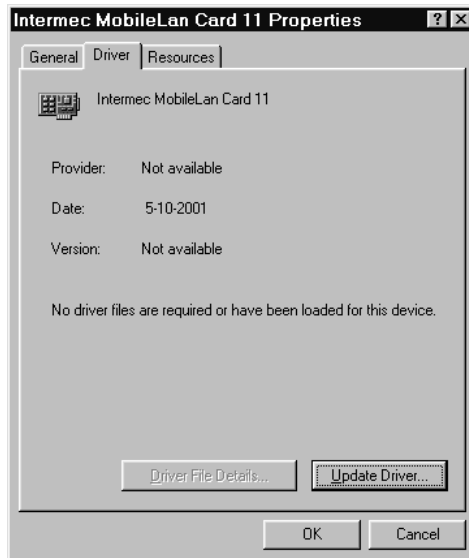 Intermec MobileLan Card 11 Properties ? ×
General Driver Resources
Intermec MobileLan Card 11
Provider: Not available
Date: 5-10-2001
Version: Not available
No driver files are required or have been loaded for this device.
Driver File Details... Update Driver...
OK Cancel